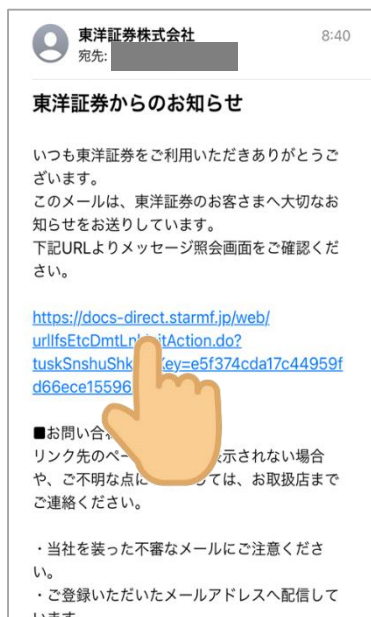 東洋証券株式会社
8:40
宛先:
東洋証券からのお知らせ
いつも東洋証券をご利用いただきありがとうご
ざいます。
このメールは、東洋証券のお客さまへ大切なお
知らせをお送りしています。
下記URLよりメッセージ照会画面をご確認くだ
さい。
https://docs-direct.starmf.jp/web/
urlIfsEtcDmtLn itAction.do?
tuskSnshuShk ey=e5f374cda17c44959f
d66ece15596
■お問い合
リンク先のペー 表示されない場合
や、ご不明な点に ては、お取扱店まで
ご連絡ください。
・当社を装った不審なメールにご注意くださ
い。
・ご登録いただいたメールアドレスへ配信して
います